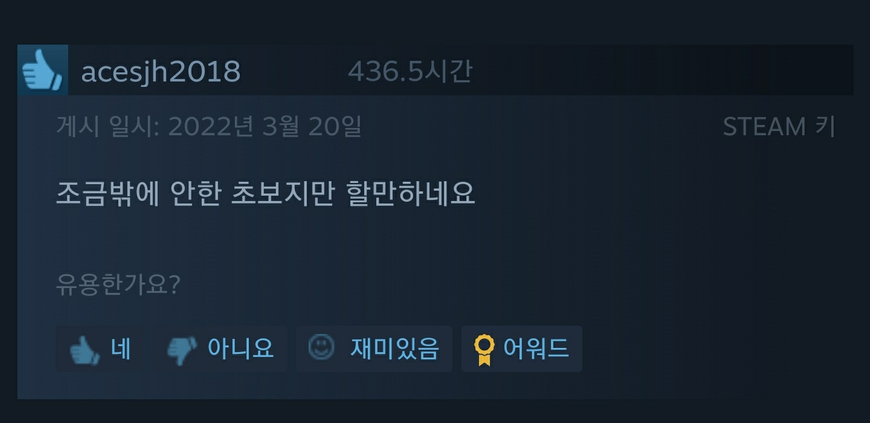 acesjh2018 436.5시간
게시 일시: 2022년 3월 20일 STEAM 키
조금밖에 안한 초보지만 할만하네요
유용한가요?
네 아니요 재미있음 어워드